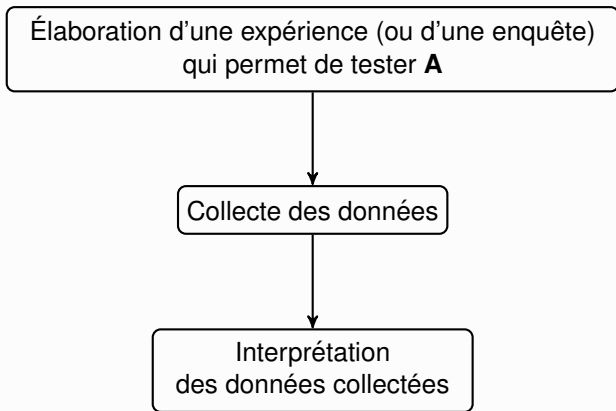 Élaboration d’une expérience (ou d’une enquête)
qui permet de tester A
Collecte des données
Interprétation
des données collectées